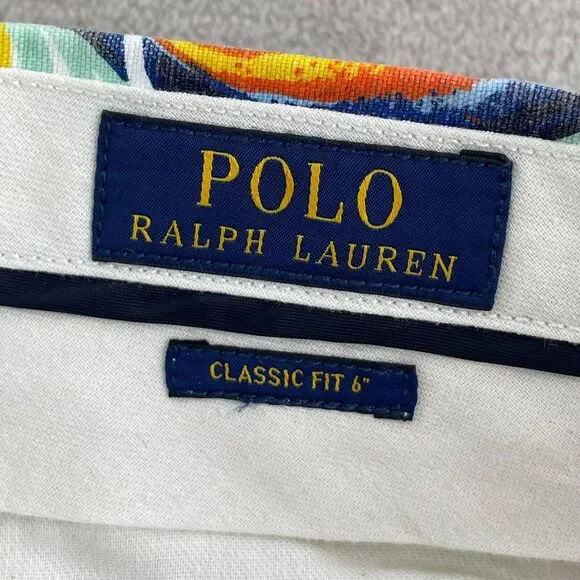 POLO
RALPH LAUREN
CLASSIC FIT 6"